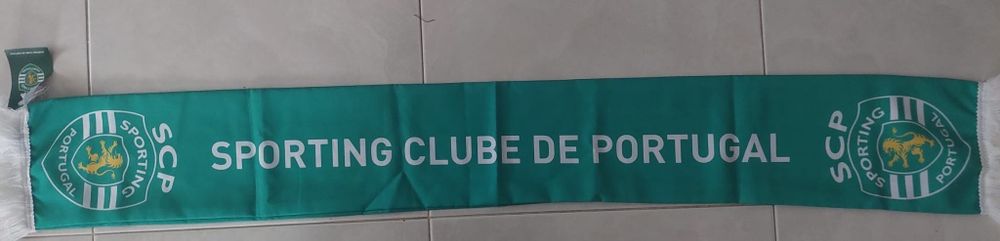 SCP
SPORTING
PORTUGAL
SPORTING CLUBE DE PORTUGAL
SCP
SPORTING
PORTUGAL